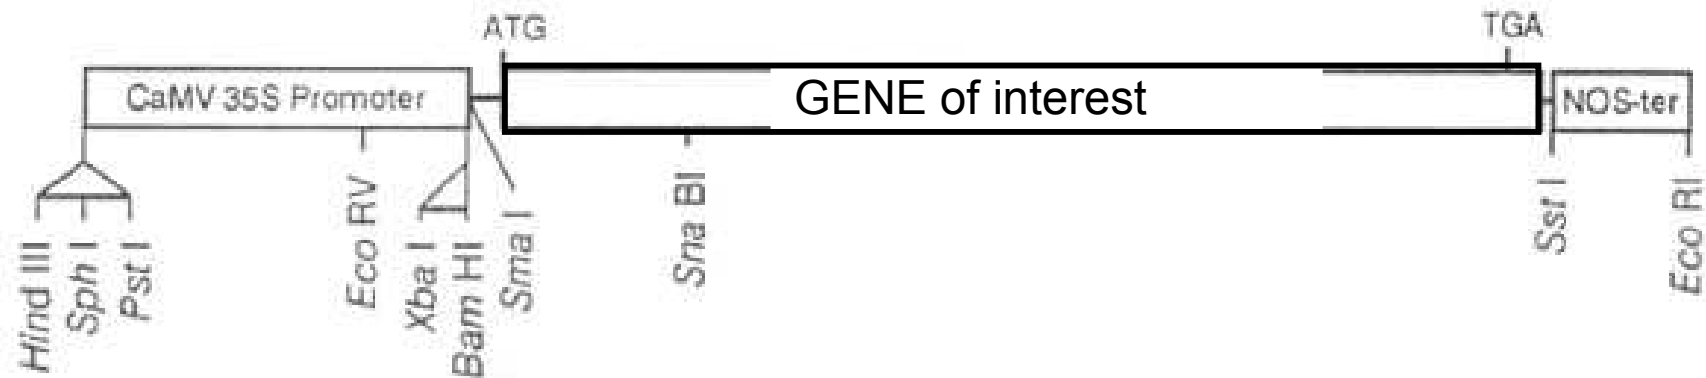 ATG
TGA
CaMV 35S Promoter
GENE of interest
NOS-ter
Hind III
Sph I
Pst I
Eco RV
Xba I
Bam HI
Sma I
Sna BI
Sst I
Eco RI